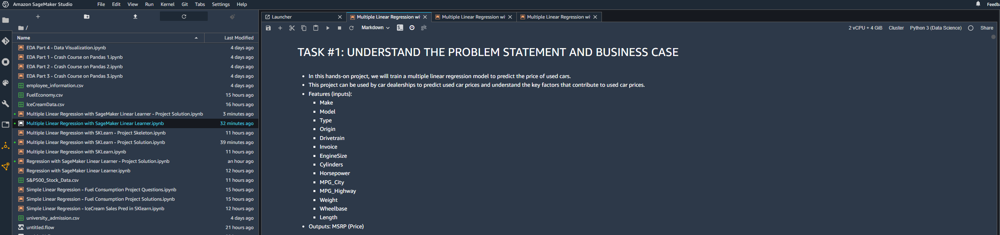 Amazon SageMaker Studio File Edit View Run Kernel Git Tabs Settings Help
Launcher Multiple Linear Regression wi Multiple Linear Regression wi Multiple Linear Regression wi
/
Markdown git 2 vCPU + 4 GiB Cluster Python 3 (Data Science) Share
Name Last Modified
EDA Part 4 - Data Visualization.ipynb 4 days ago
EDA Part 1 - Crash Course on Pandas 1.ipynb 4 days ago
EDA Part 2 - Crash Course on Pandas 2.ipynb 4 days ago
EDA Part 3 - Crash Course on Pandas 3.ipynb 4 days ago
employee_information.csv 4 days ago
FuelEconomy.csv 15 hours ago
IceCreamData.csv 16 hours ago
Multiple Linear Regression with SageMaker Linear Learner - Project Solution.ipynb 3 minutes ago
Multiple Linear Regression with SageMaker Linear Learner.ipynb 32 minutes ago
Multiple Linear Regression with SKLearn - Project Skeleton.ipynb 11 hours ago
Multiple Linear Regression with SKLearn - Project Solution.ipynb 39 minutes ago
Multiple Linear Regression with SKLearn.ipynb 11 hours ago
Regression with SageMaker Linear Learner - Project Solution.ipynb an hour ago
Regression with SageMaker Linear Learner.ipynb 12 hours ago
S&P500_Stock_Data.csv 11 hours ago
Simple Linear Regression - Fuel Consumption Project Questions.ipynb 15 hours ago
Simple Linear Regression - Fuel Consumption Project Solutions.ipynb 15 hours ago
Simple Linear Regression - IceCream Sales Pred in SKlearn.ipynb 12 hours ago
university_admission.csv 4 days ago
untitled.flow 21 hours ago
TASK #1: UNDERSTAND THE PROBLEM STATEMENT AND BUSINESS CASE
In this hands-on project, we will train a multiple linear regression model to predict the price of used cars.
This project can be used by car dealerships to predict used car prices and understand the key factors that contribute to used car prices.
Features (inputs):
Make
Model
Type
Origin
Drivetrain
Invoice
EngineSize
Cylinders
Horsepower
MPG_City
MPG_Highway
Weight
Wheelbase
Length
Outputs: MSRP (Price)